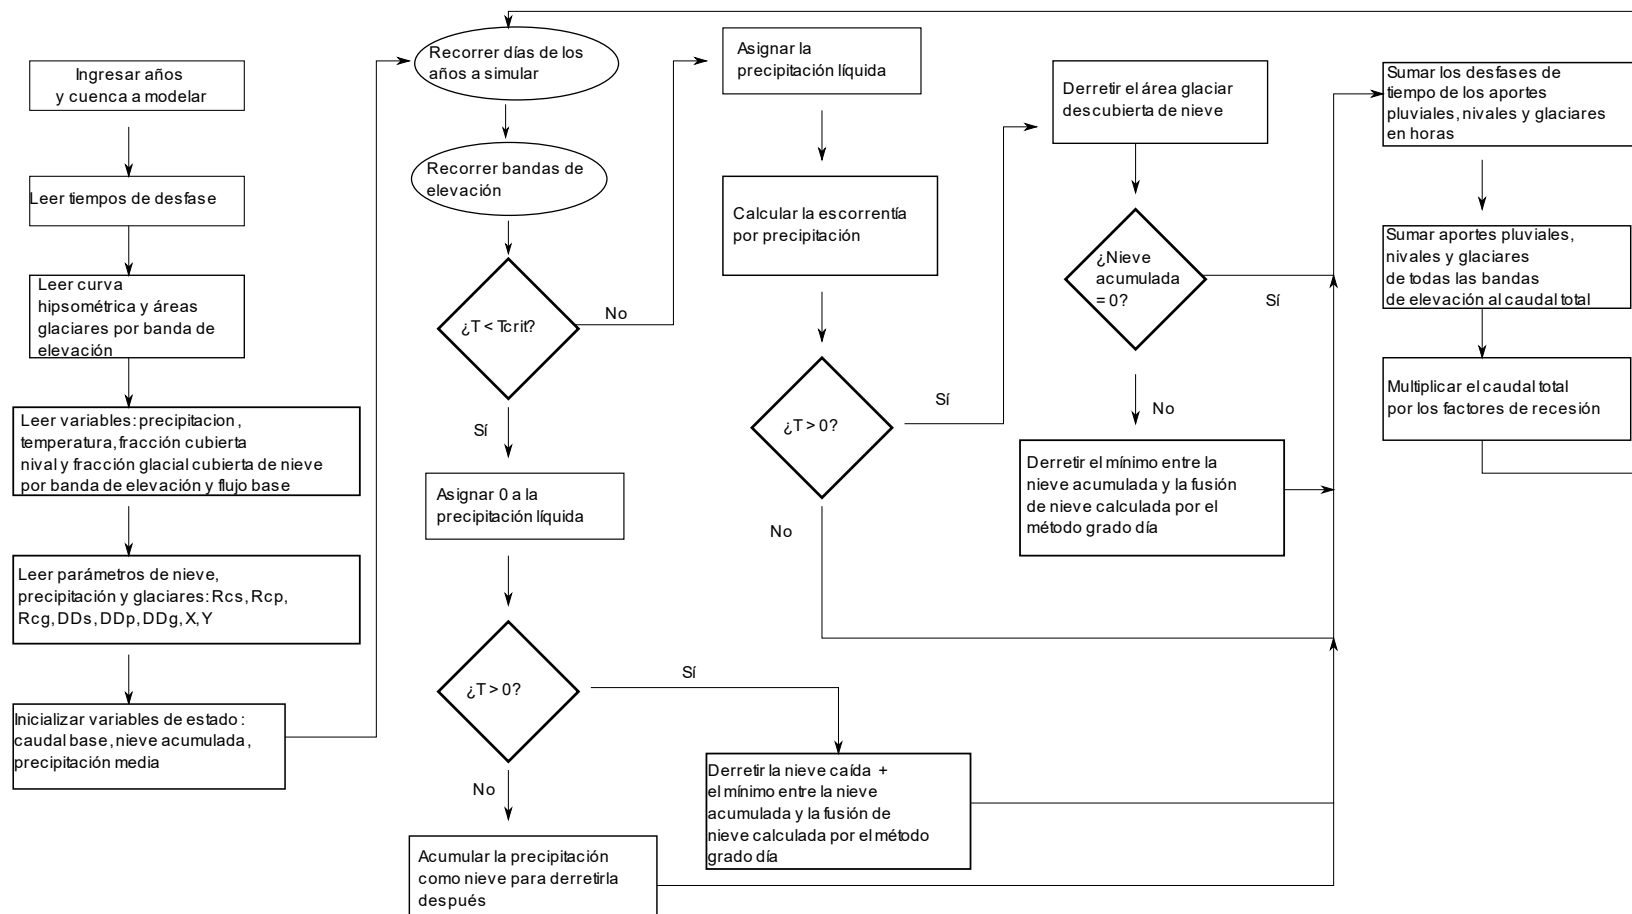 Ingresar años
y cuenca a modelar
Leer tiempos de desfase
Leer curva
hipsométrica y áreas
glaciares por banda de
elevación
Leer variables: precipitacion,
temperatura, fracción cubierta
nival y fracción glacial cubierta de nieve
por banda de elevación y flujo base
Leer parámetros de nieve,
precipitación y glaciares: Rcs, Rcp,
Rcg, DDs, DDp, DDg, X, Y
Inicializar variables de estado:
caudal base, nieve acumulada,
precipitación media
Recorrer días de los
años a simular
Recorrer bandas de
elevación
¿T < Tcrit?
No
Sí
Asignar 0 a la
precipitación líquida
¿T > 0?
Sí
No
Acumular la precipitación
como nieve para derretirla
después
Derretir la nieve caída +
el mínimo entre la nieve
acumulada y la fusión de
nieve calculada por el método
grado día
Asignar la
precipitación líquida
Calcular la escorrentía
por precipitación
¿T > 0?
Sí
No
Derretir el área glaciar
descubierta de nieve
¿Nieve
acumulada
= 0?
Sí
No
Derretir el mínimo entre la
nieve acumulada y la fusión
de nieve calculada por el
método grado día
Sumar los desfases de
tiempo de los aportes
pluviales, nivales y glaciares
en horas
Sumar aportes pluviales,
nivales y glaciares
de todas las bandas
de elevación al caudal total
Multiplicar el caudal total
por los factores de recesión